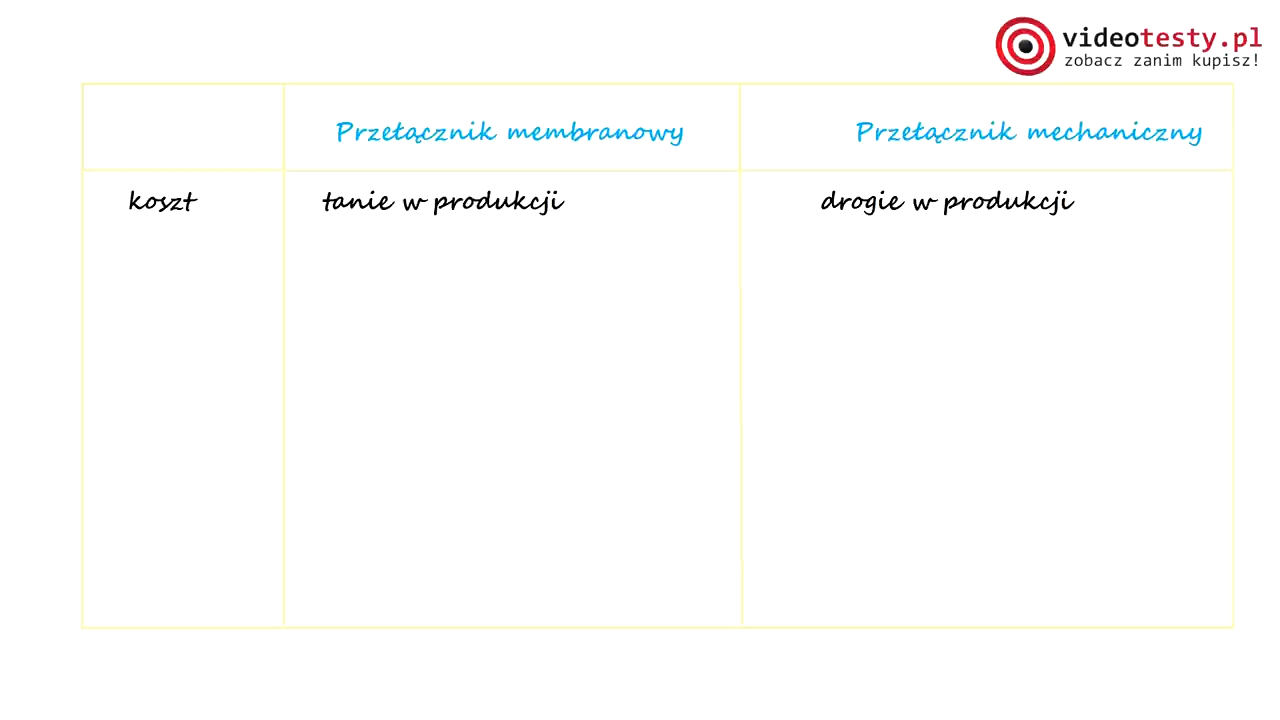 videotesty.pl
zobacz zanim kupisz!
Przełącznik membranowy
Przełącznik mechaniczny
koszt
tanie w produkcji
drogie w produkcji